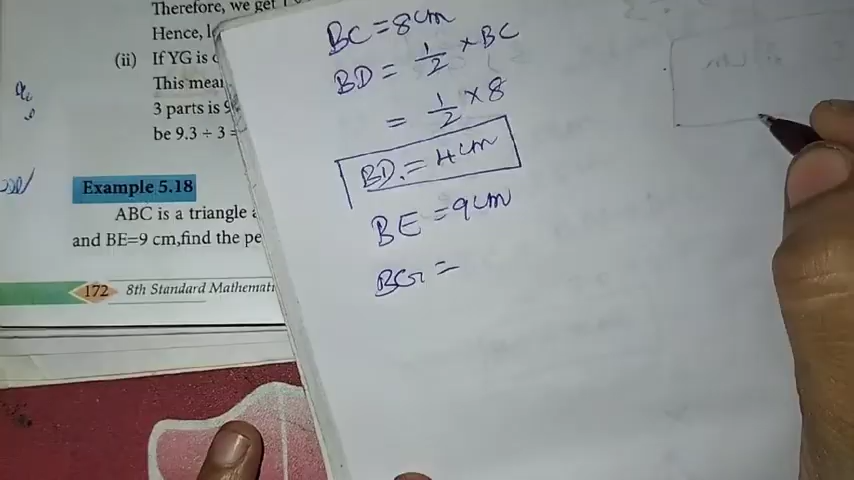 Therefore, we get 1
Hence, I
(ii) If YG is
This mean
3 parts is 9
be 9.3 ÷ 3 =
Example 5.18
ABC is a triangle
and BE=9 cm,find the pe
172 8th Standard Mathemati
BC = 8cm
BD = 1/2 × BC
= 1/2 × 8
BD. = 4cm
BE = 9cm
BG =